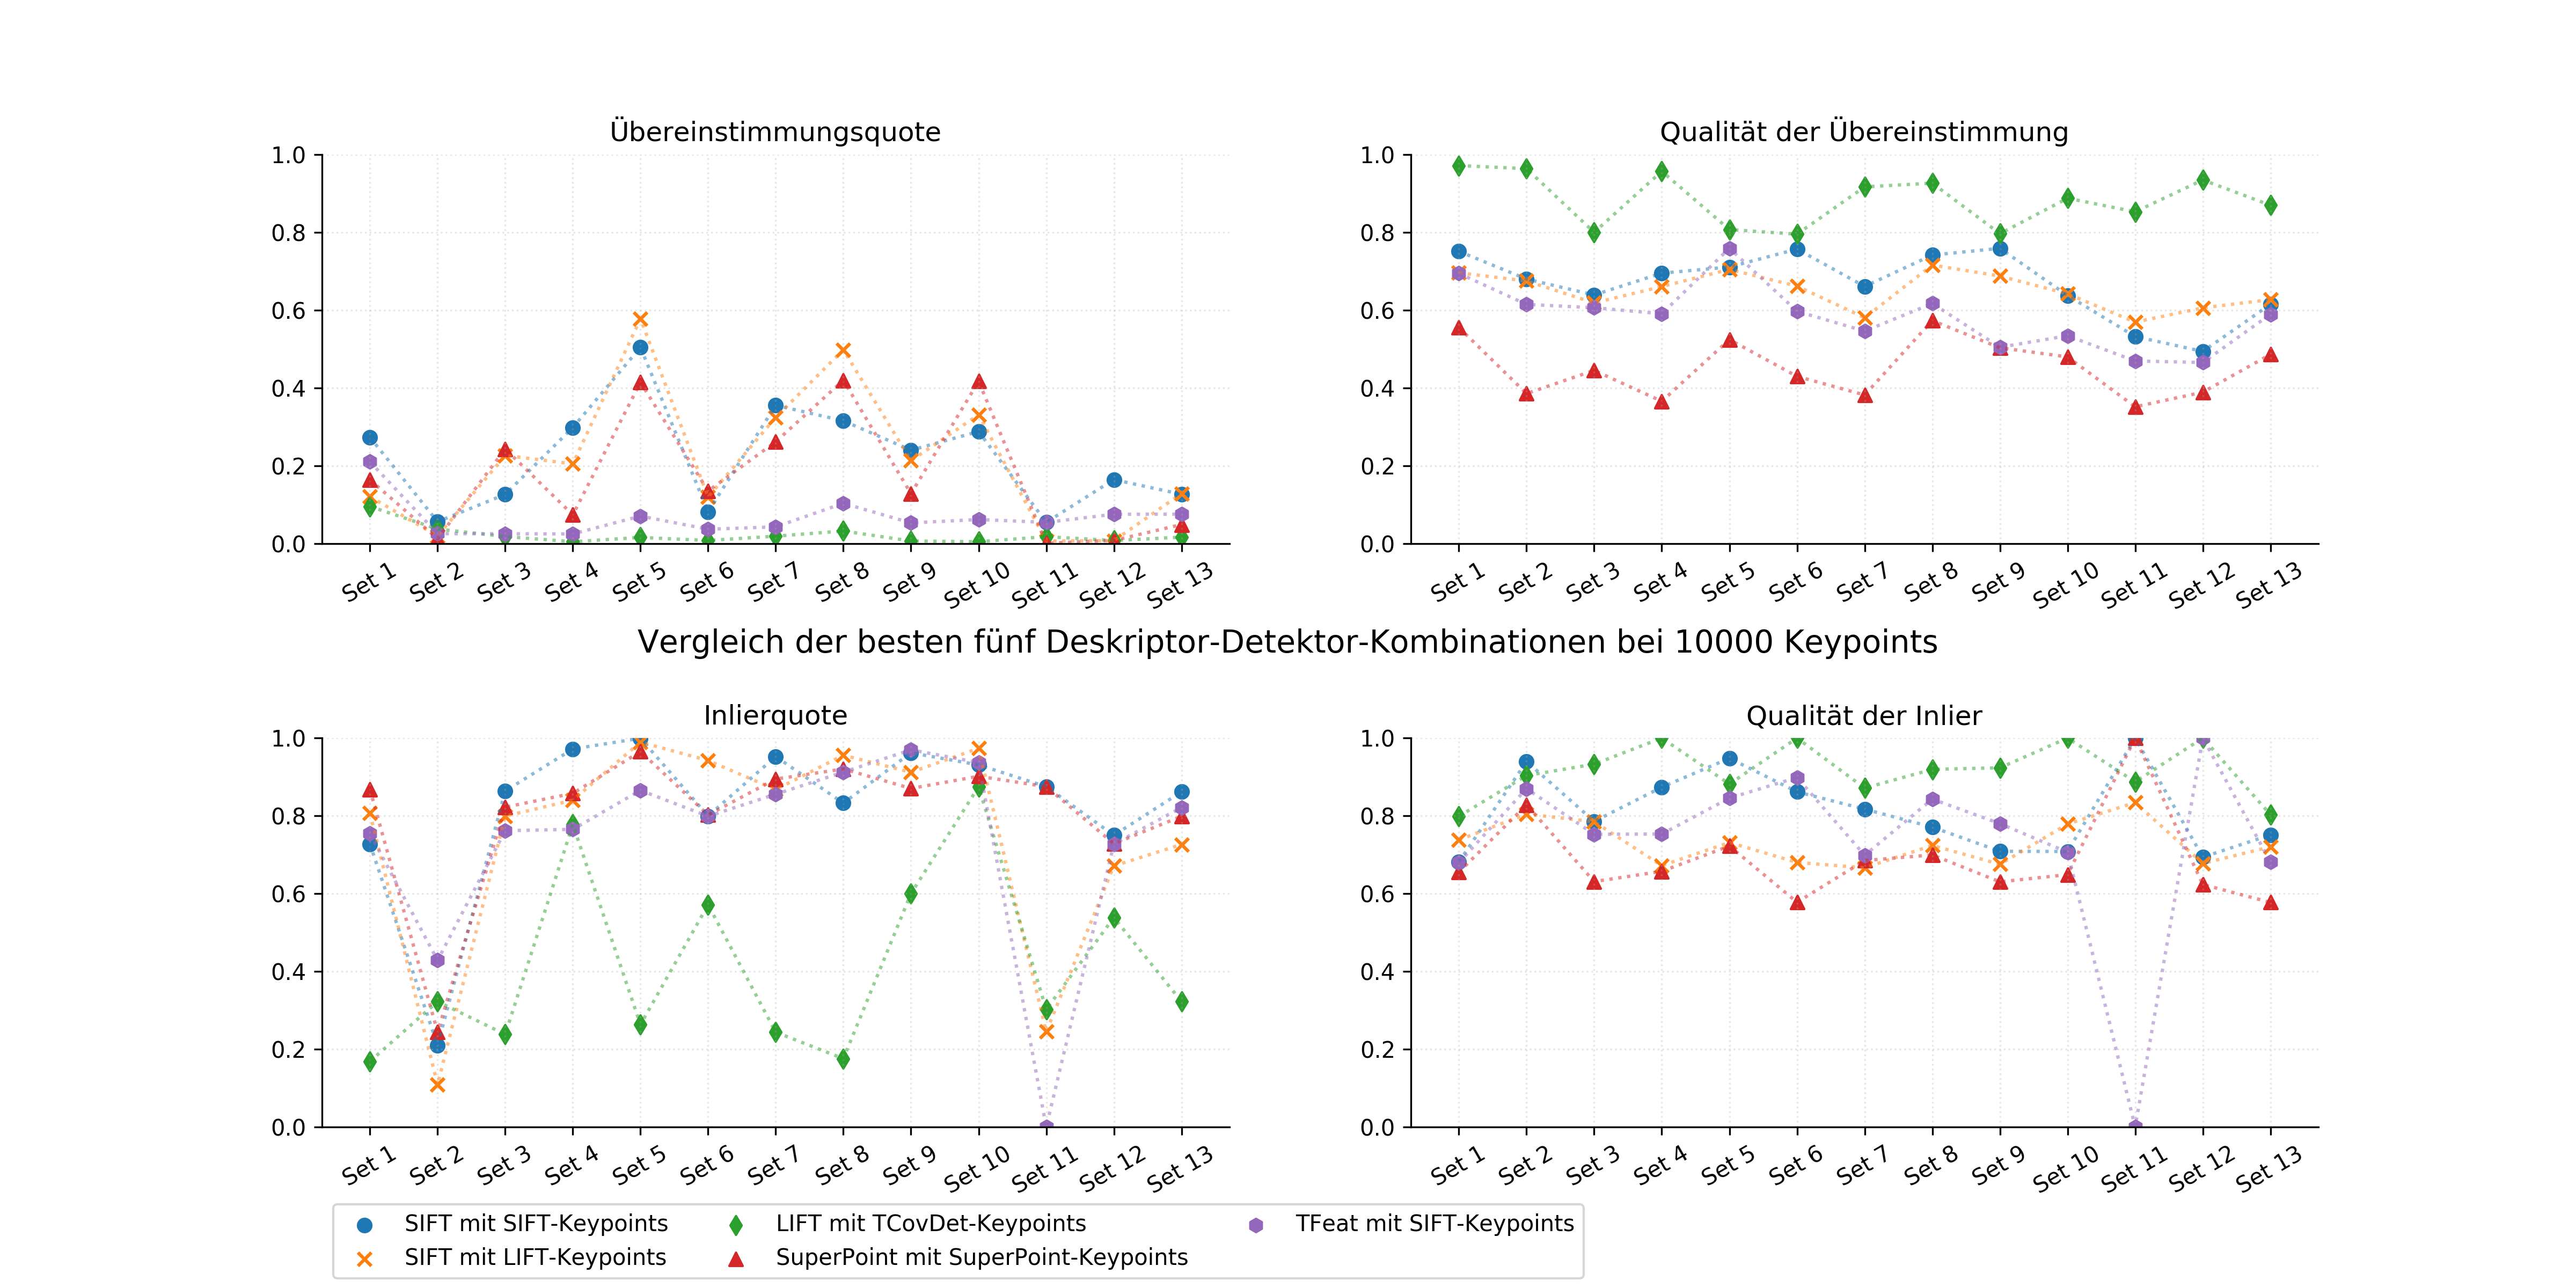 Übereinstimmungsquote
1.0
0.8
0.6
0.4
0.2
0.0
Set 1 Set 2 Set 3 Set 4 Set 5 Set 6 Set 7 Set 8 Set 9 Set 10 Set 11 Set 12 Set 13
Qualität der Übereinstimmung
1.0
0.8
0.6
0.4
0.2
0.0
Set 1 Set 2 Set 3 Set 4 Set 5 Set 6 Set 7 Set 8 Set 9 Set 10 Set 11 Set 12 Set 13
Vergleich der besten fünf Deskriptor-Detektor-Kombinationen bei 10000 Keypoints
Inlierquote
1.0
0.8
0.6
0.4
0.2
0.0
Set 1 Set 2 Set 3 Set 4 Set 5 Set 6 Set 7 Set 8 Set 9 Set 10 Set 11 Set 12 Set 13
Qualität der Inlier
1.0
0.8
0.6
0.4
0.2
0.0
Set 1 Set 2 Set 3 Set 4 Set 5 Set 6 Set 7 Set 8 Set 9 Set 10 Set 11 Set 12 Set 13
SIFT mit SIFT-Keypoints
SIFT mit LIFT-Keypoints
LIFT mit TCovDet-Keypoints
SuperPoint mit SuperPoint-Keypoints
TFeat mit SIFT-Keypoints